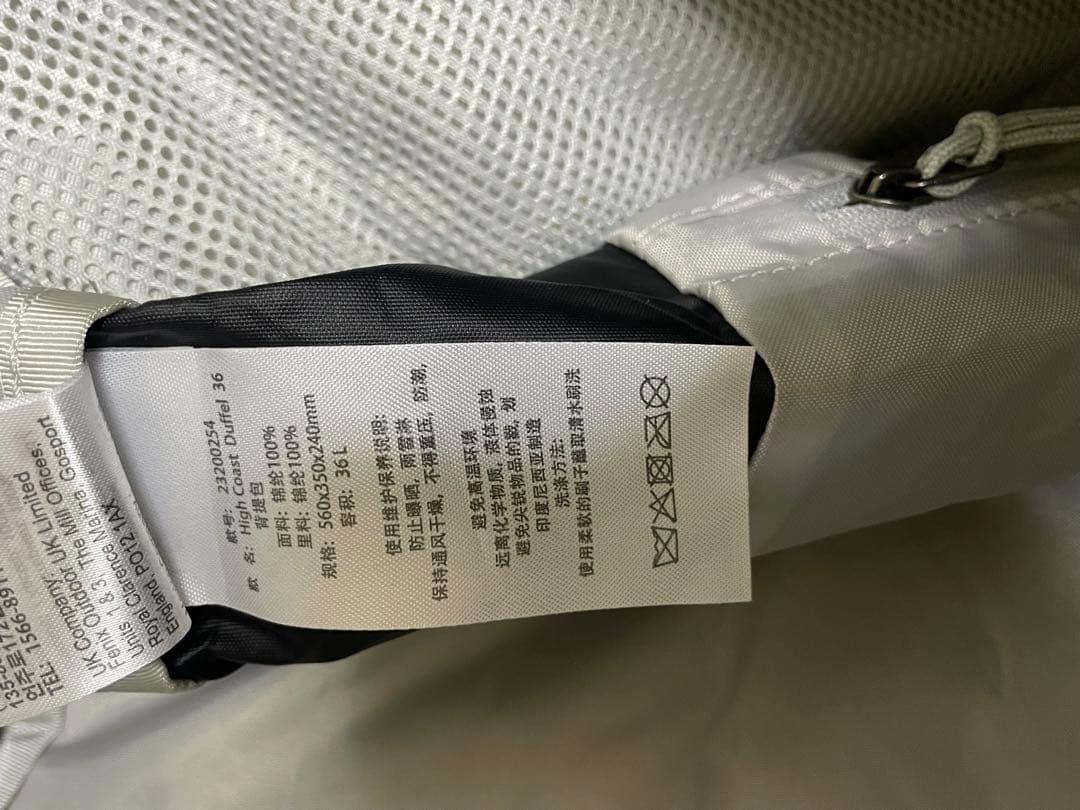 UK Company UK Limited
Fenix Outdoor The Mill Offices,
Units 1 & 3, The Marine, Gosport
Royal Clarence
England, PO12 1AX
TEL: 1566-8911
款号: 23200254
款 名: High Coast Duffel 36
背提包
面料: 锦纶100%
里料: 锦纶100%
规格: 560x350x240mm
容积: 36 L
使用维护保养说明:
防止曝晒,雨雪淋
保持通风干燥,不得重压,防潮,
避免高温环境
远离化学物质,液体侵蚀
避免尖锐物品的戳,划
印度尼西亚制造
洗涤方法:
使用柔软的刷子蘸取清水刷洗